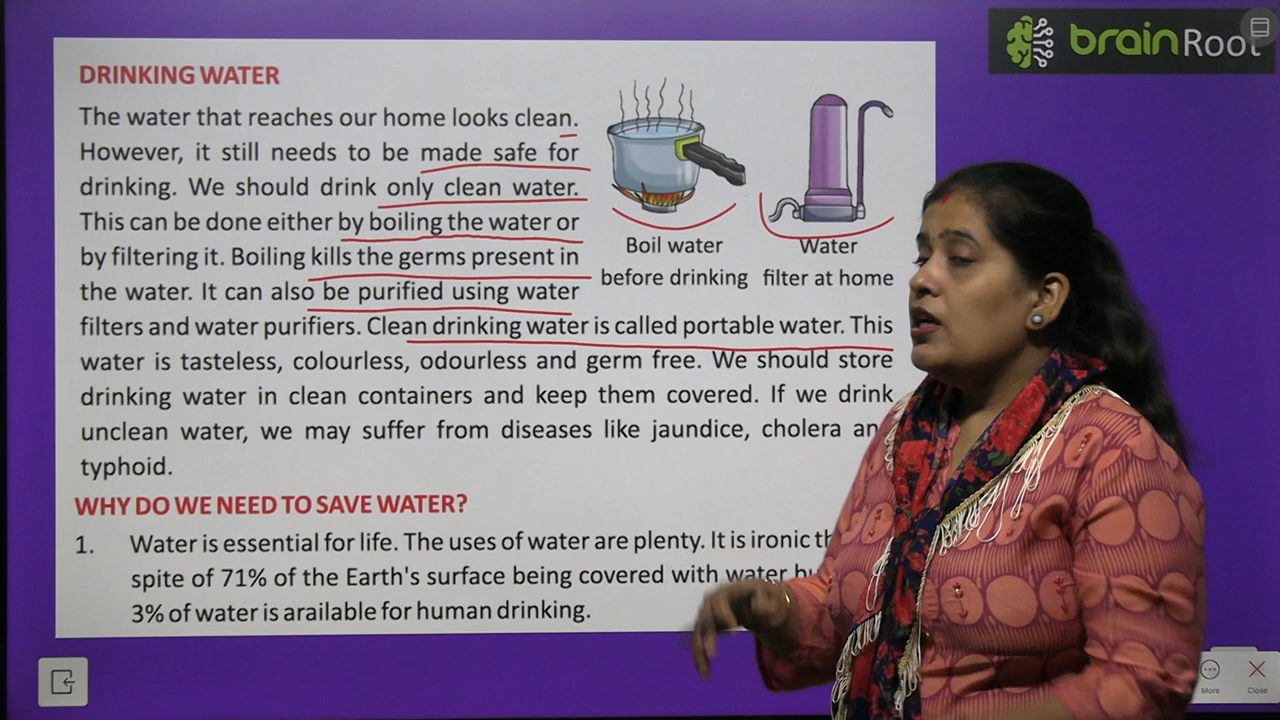 brainRoot
DRINKING WATER
The water that reaches our home looks clean.
However, it still needs to be made safe for
drinking. We should drink only clean water.
This can be done either by boiling the water or
by filtering it. Boiling kills the germs present in
the water. It can also be purified using water
filters and water purifiers. Clean drinking water is called portable water. This
water is tasteless, colourless, odourless and germ free. We should store
drinking water in clean containers and keep them covered. If we drink
unclean water, we may suffer from diseases like jaundice, cholera an
typhoid.
Boil water
before drinking
Water
filter at home
WHY DO WE NEED TO SAVE WATER?
1. Water is essential for life. The uses of water are plenty. It is ironic th
spite of 71% of the Earth's surface being covered with water bu
3% of water is arailable for human drinking.
More
Close